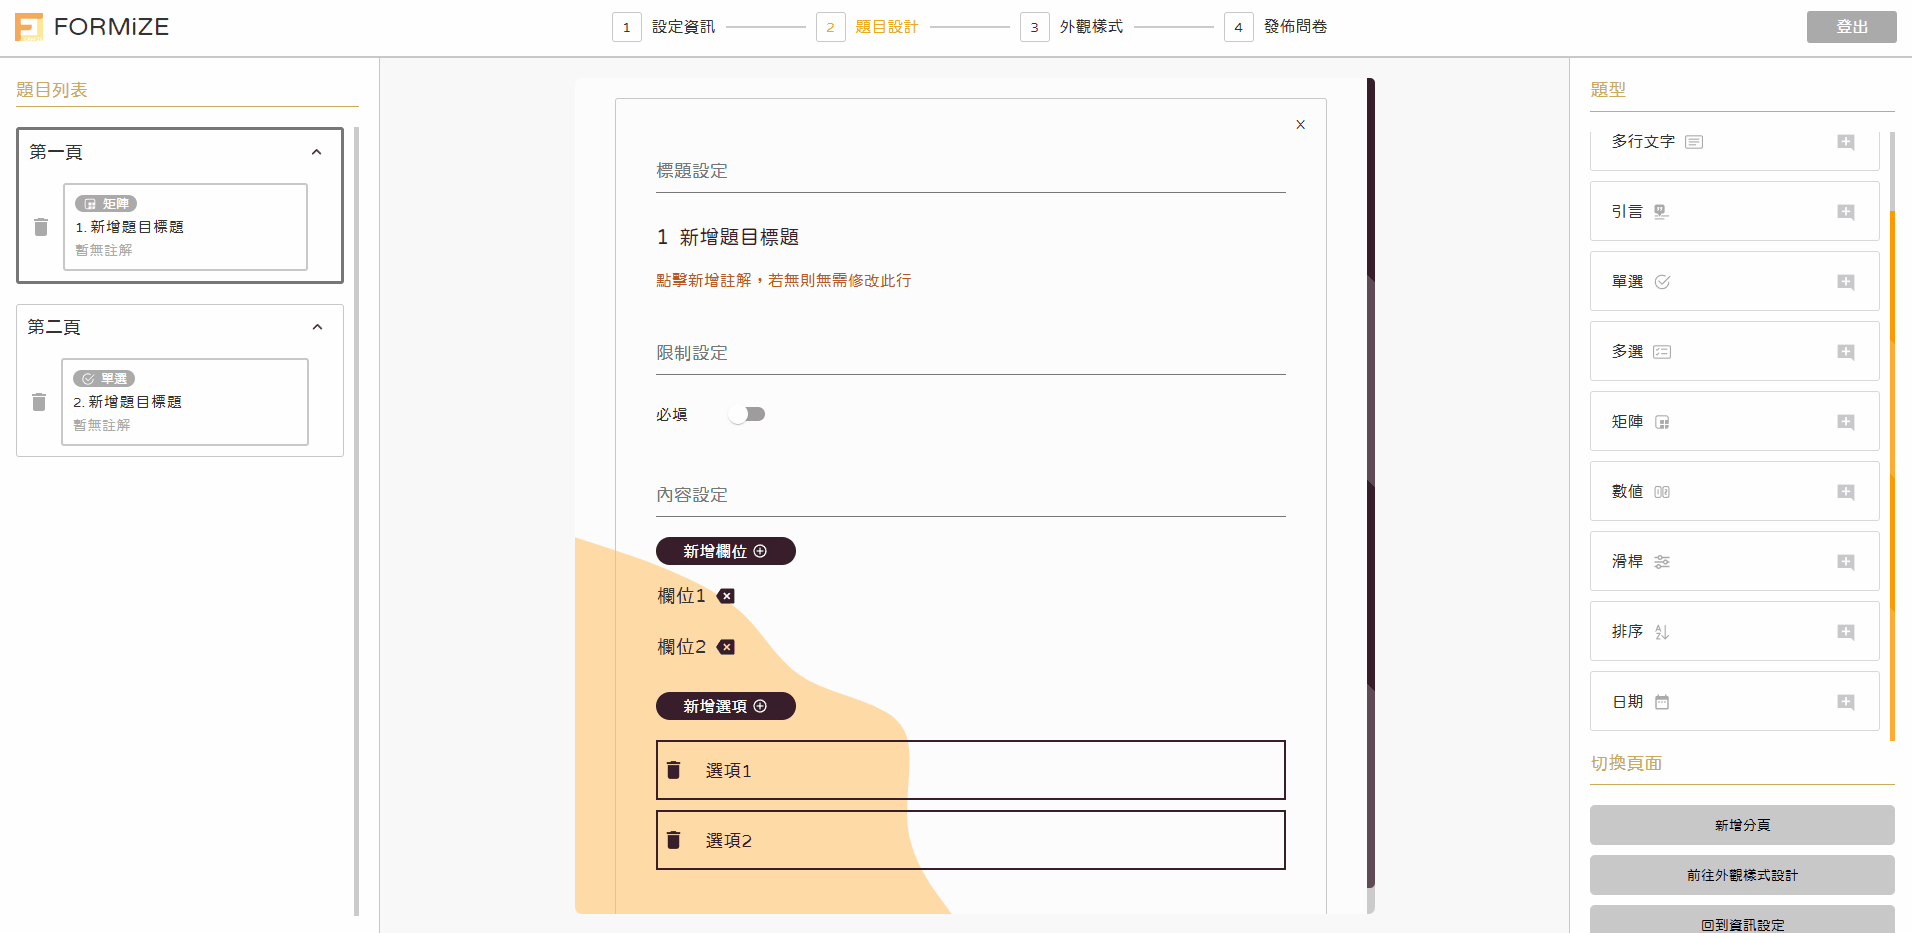 FORMiZE
1 設定資訊 2 題目設計 3 外觀樣式 4 發佈問卷
登出
題目列表
第一頁
矩陣
1. 新增題目標題
暫無註解
第二頁
單選
2. 新增題目標題
暫無註解
X
標題設定
1 新增題目標題
點擊新增註解，若無則無需修改此行
限制設定
必填
內容設定
新增欄位
欄位1
欄位2
新增選項
選項1
選項2
題型
多行文字
引言
單選
多選
矩陣
數值
滑桿
排序
日期
切換頁面
新增分頁
前往外觀樣式設計
回到資訊設定